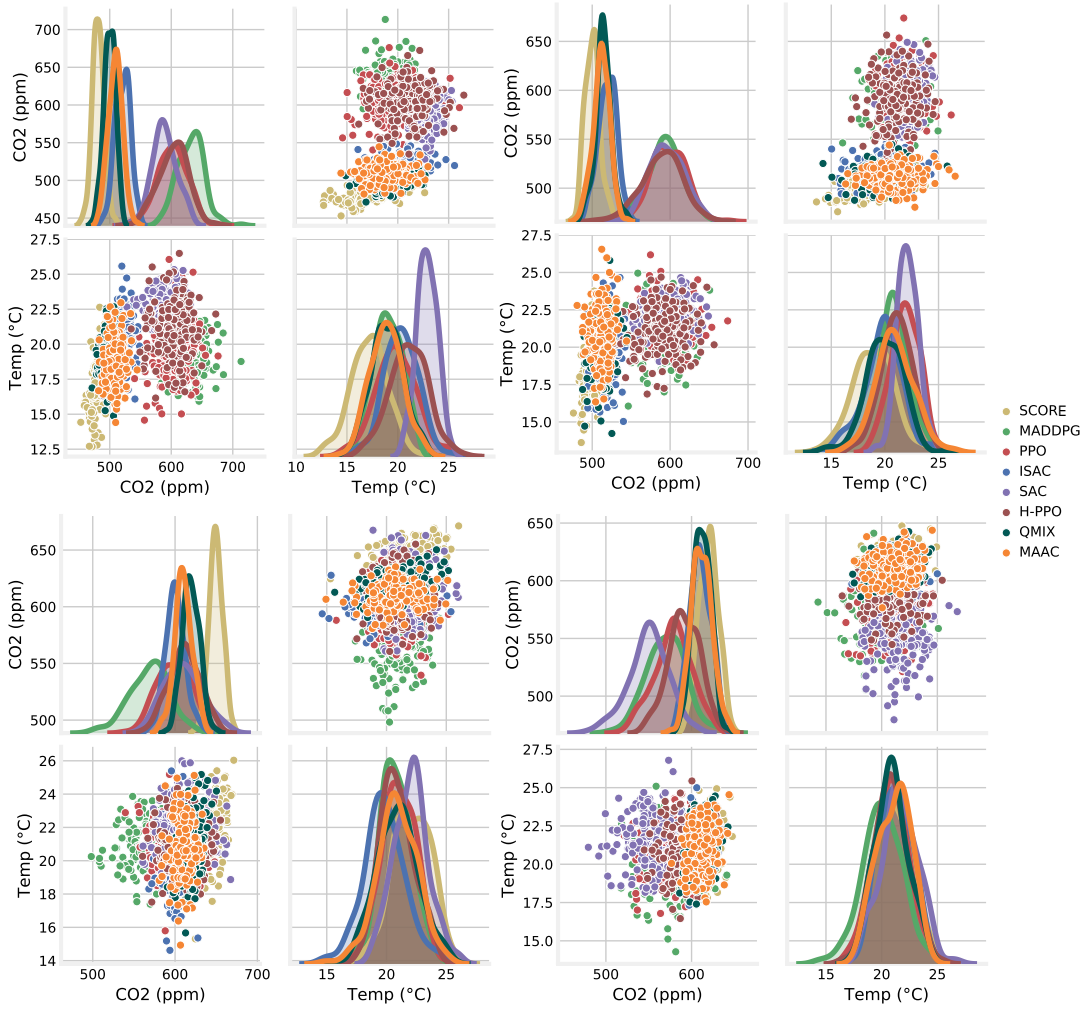 CO2 (ppm)
700
650
600
550
500
450
CO2 (ppm)
650
600
550
500
Temp (°C)
27.5
25.0
22.5
20.0
17.5
15.0
12.5
500
600
700
CO2 (ppm)
10
15
20
25
Temp (°C)
Temp (°C)
27.5
25.0
22.5
20.0
17.5
15.0
500
600
700
CO2 (ppm)
15
20
25
Temp (°C)
SCORE
MADDPG
PPO
ISAC
SAC
H-PPO
QMIX
MAAC
CO2 (ppm)
650
600
550
500
CO2 (ppm)
650
600
550
500
Temp (°C)
26
24
22
20
18
16
14
500
600
700
CO2 (ppm)
15
20
25
Temp (°C)
Temp (°C)
27.5
25.0
22.5
20.0
17.5
15.0
500
600
CO2 (ppm)
15
20
25
Temp (°C)